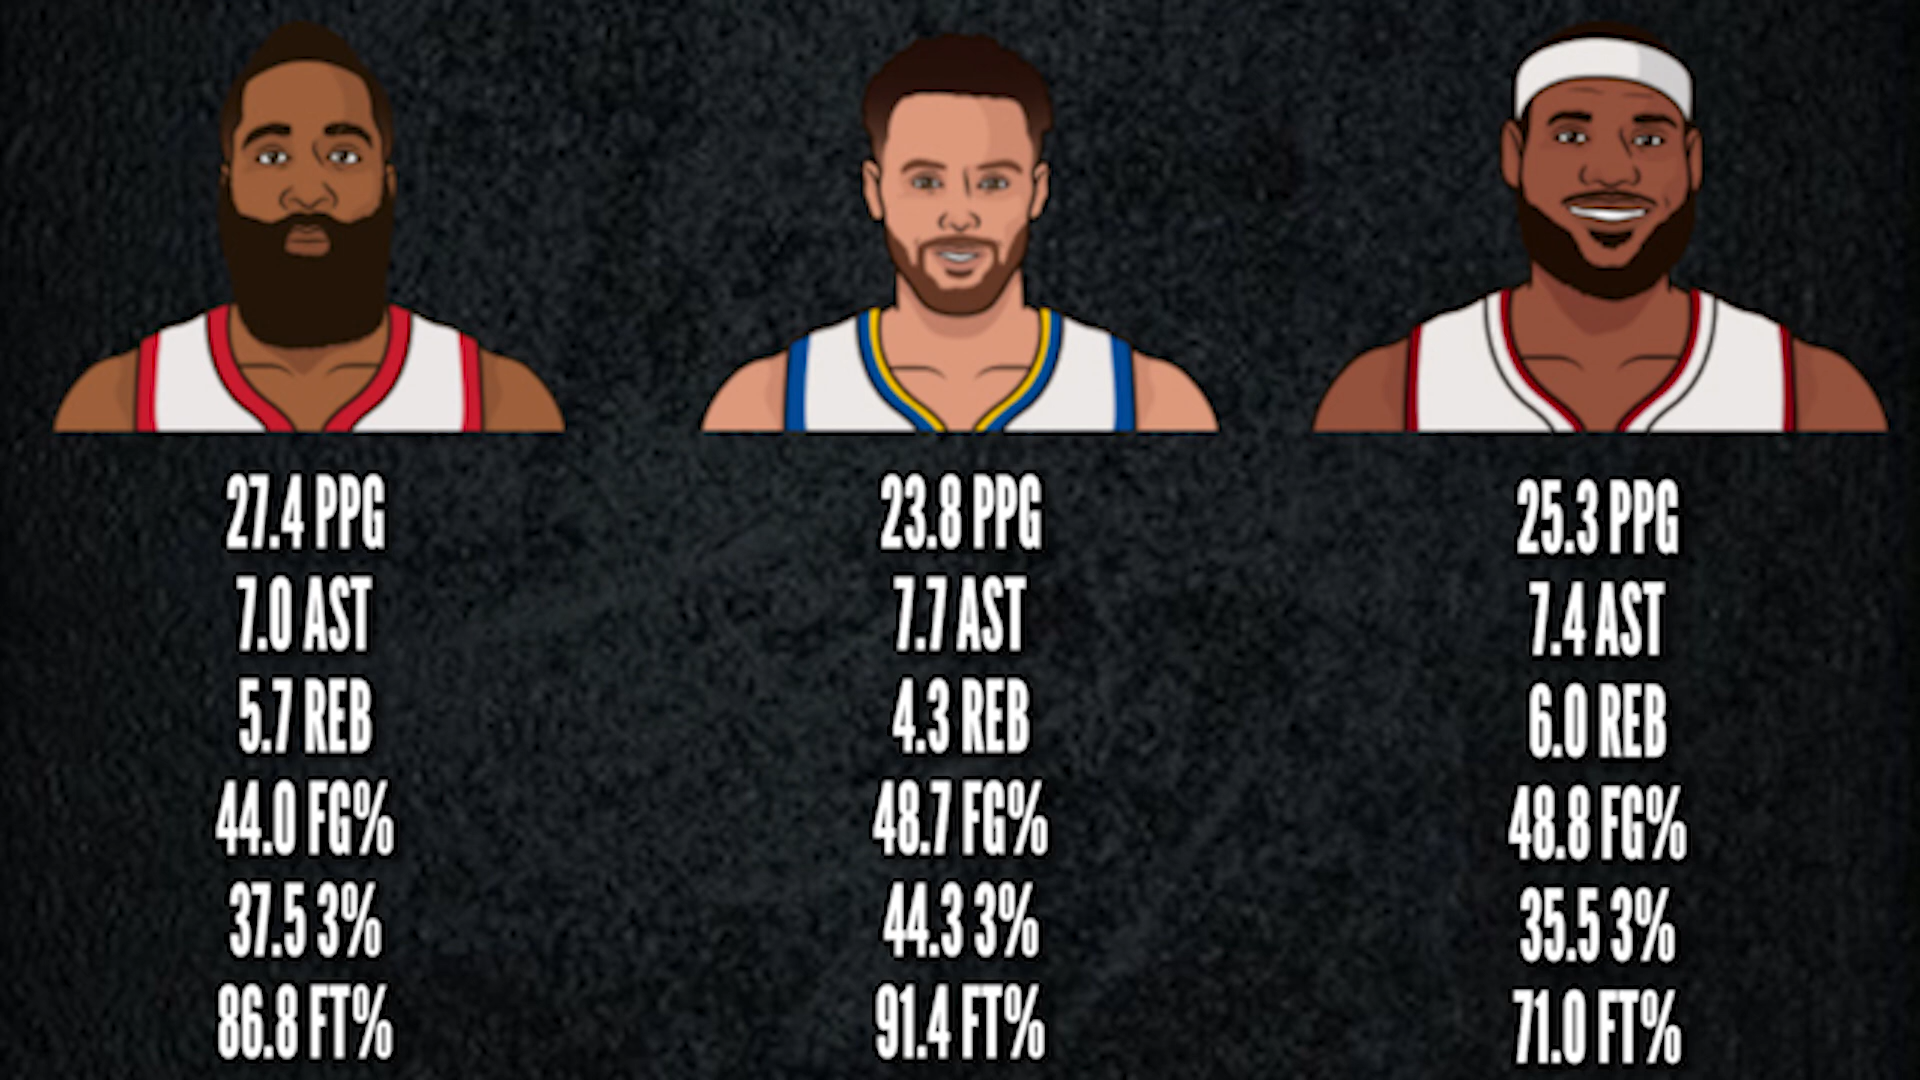 27.4 PPG
7.0 AST
5.7 REB
44.0 FG%
37.5 3%
86.8 FT%
23.8 PPG
7.7 AST
4.3 REB
48.7 FG%
44.3 3%
91.4 FT%
25.3 PPG
7.4 AST
6.0 REB
48.8 FG%
35.5 3%
71.0 FT%